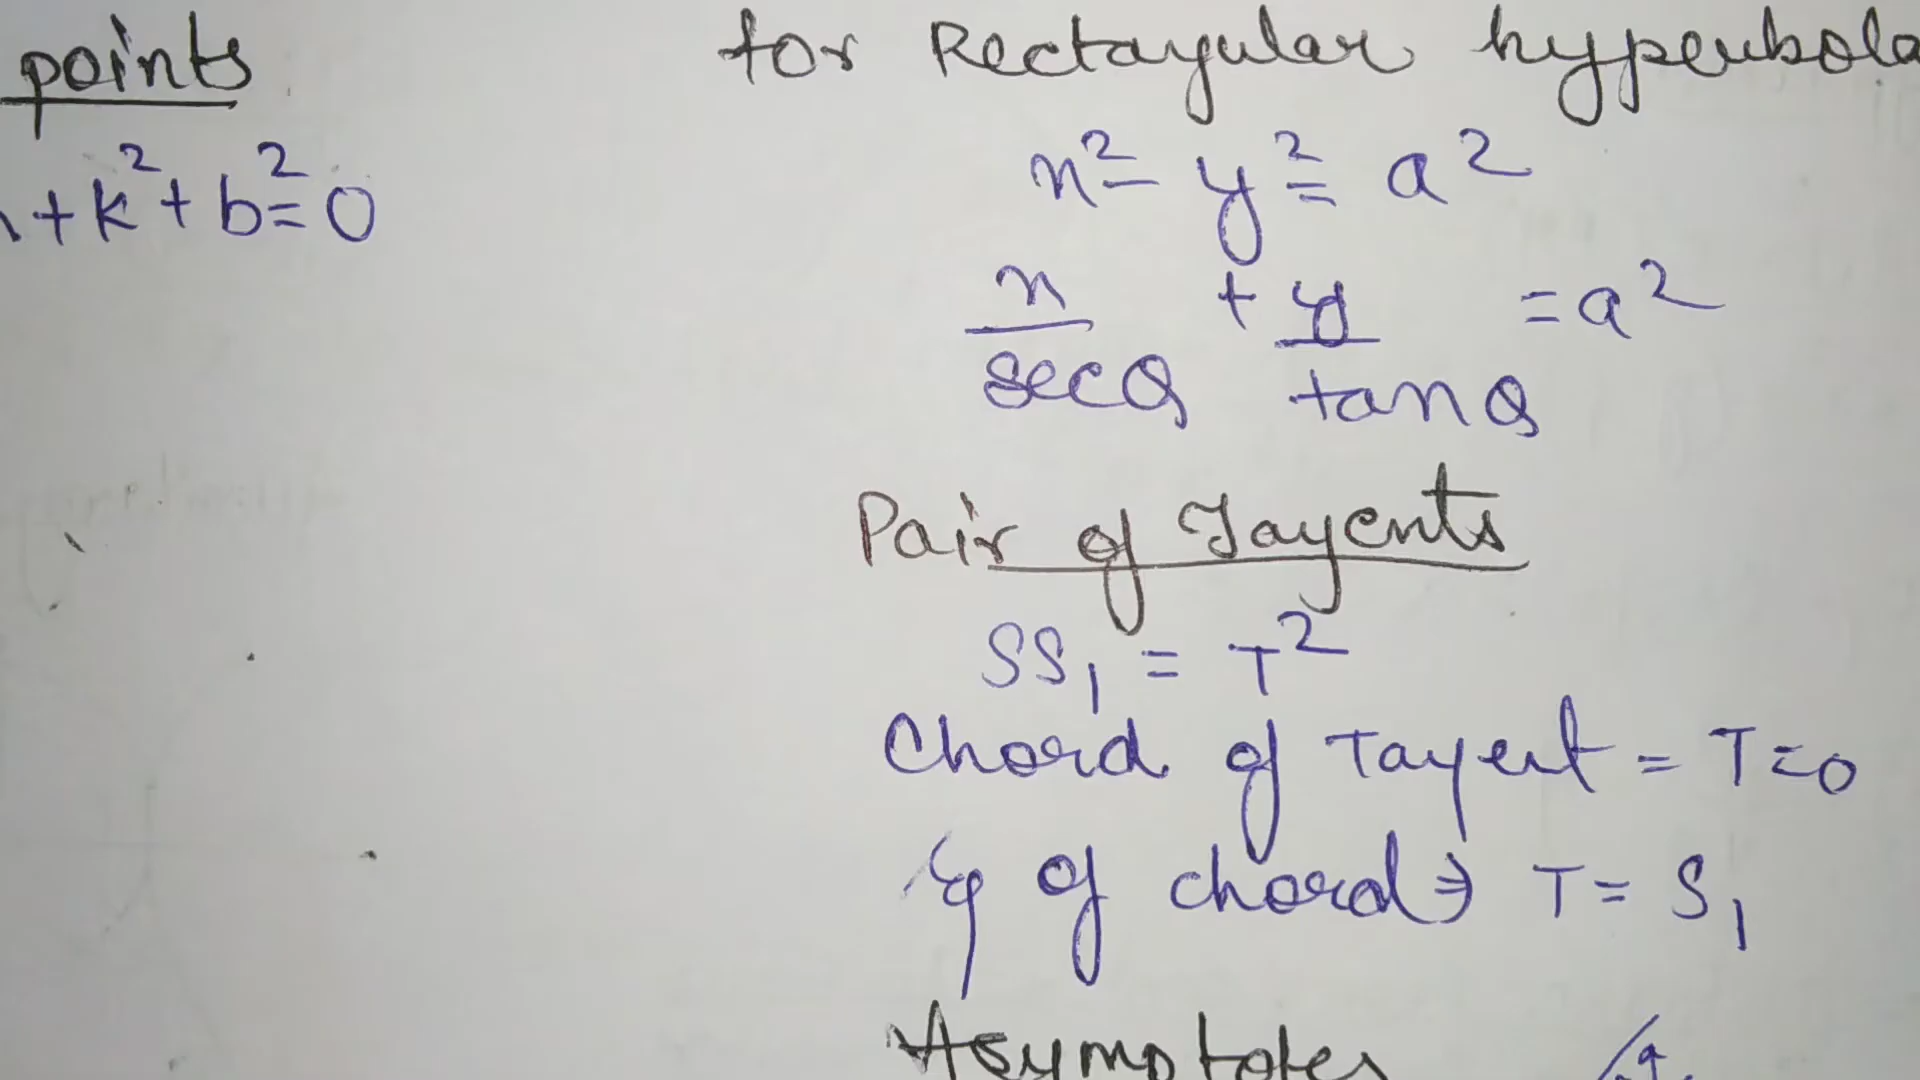 points
+k²+b²=0
for Rectangular hyperbola
x²-y²=a²
x/secθ + y/tanθ = a²
Pair of Tangents
SS₁ = T²
Chord of Tangent = T=0
Eq of chord ⇒ T = S₁
Asymptotes